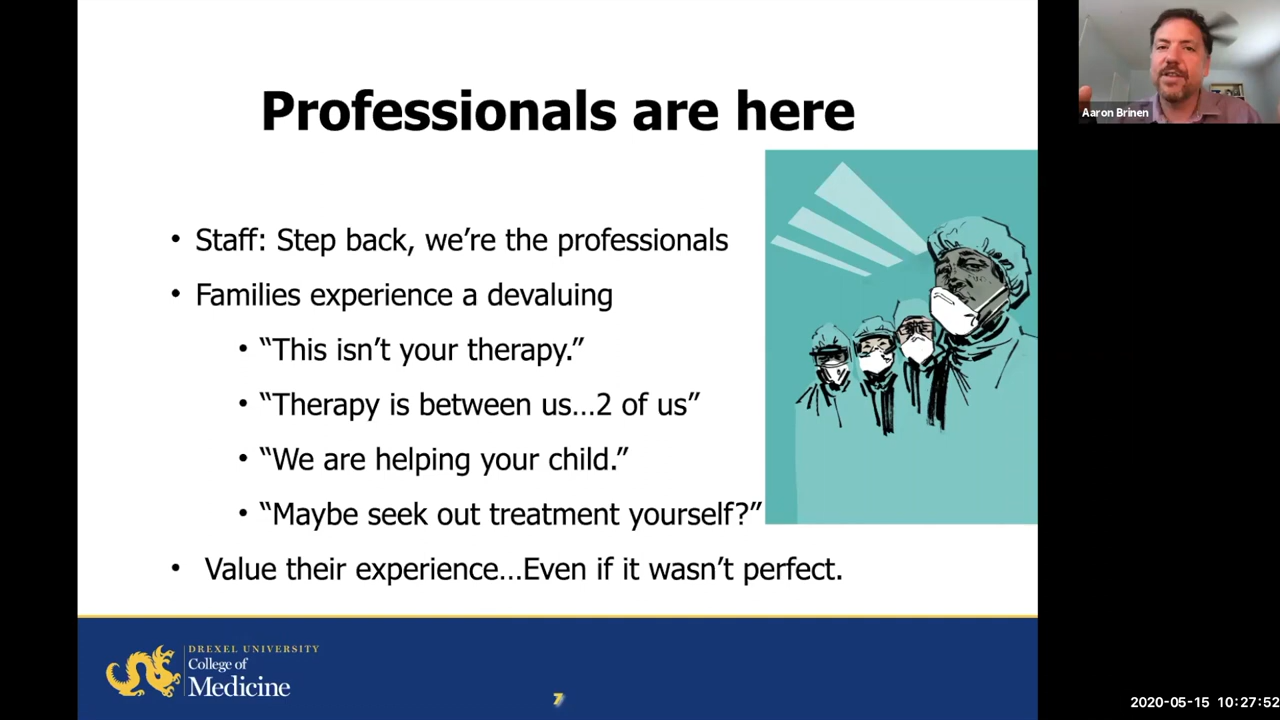 Professionals are here
• Staff: Step back, we’re the professionals
• Families experience a devaluing
• “This isn’t your therapy.”
• “Therapy is between us…2 of us”
• “We are helping your child.”
• “Maybe seek out treatment yourself?”
• Value their experience…Even if it wasn’t perfect.
DREXEL UNIVERSITY
College of
Medicine
7
Aaron Brinen
2020-05-15 10:27:52